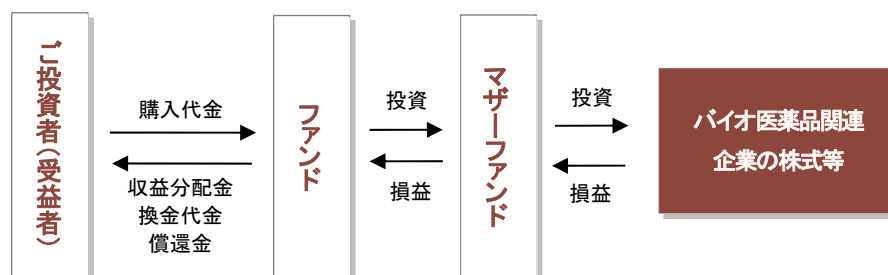 ご投資者(受益者)
購入代金
収益分配金
換金代金
償還金
ファンド
投資
損益
マザーファンド
投資
損益
バイオ医薬品関連
企業の株式等